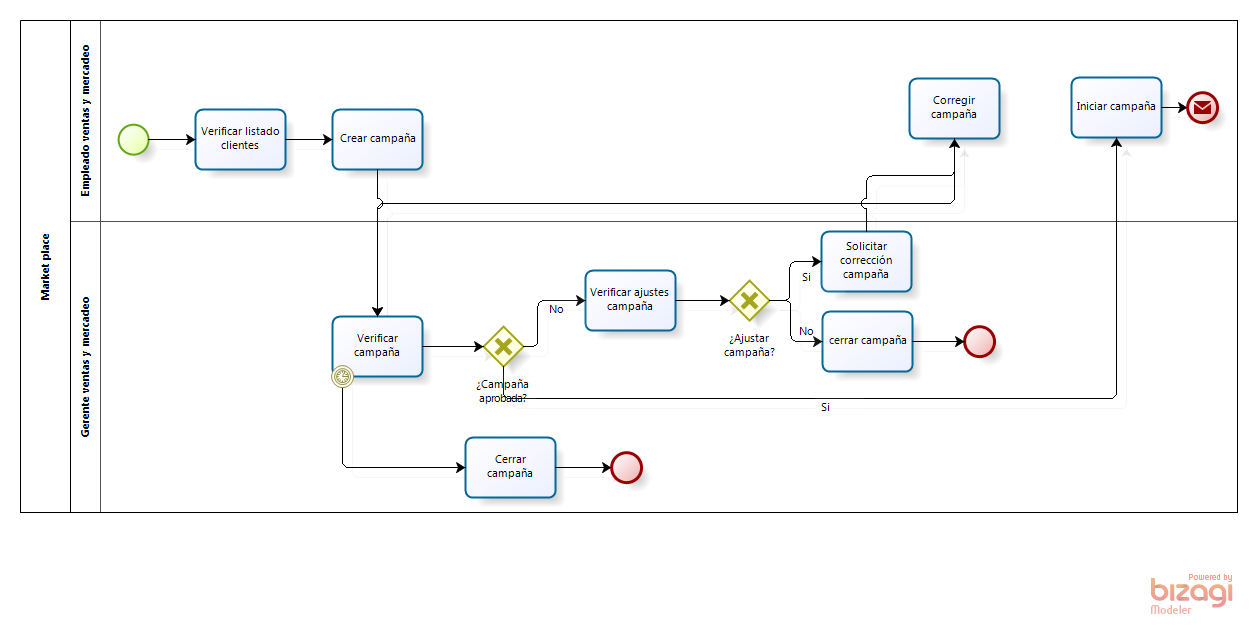 Market place
Empleado ventas y mercadeo
Verificar listado
clientes
Crear campaña
Corregir
campaña
Iniciar campaña
Gerente ventas y mercadeo
Solicitar
corrección
campaña
Si
Verificar ajustes
campaña
No
¿Ajustar
campaña?
No
cerrar campaña
Verificar
campaña
¿Campaña
aprobada?
Si
Cerrar
campaña
Powered by
bizagi
Modeler